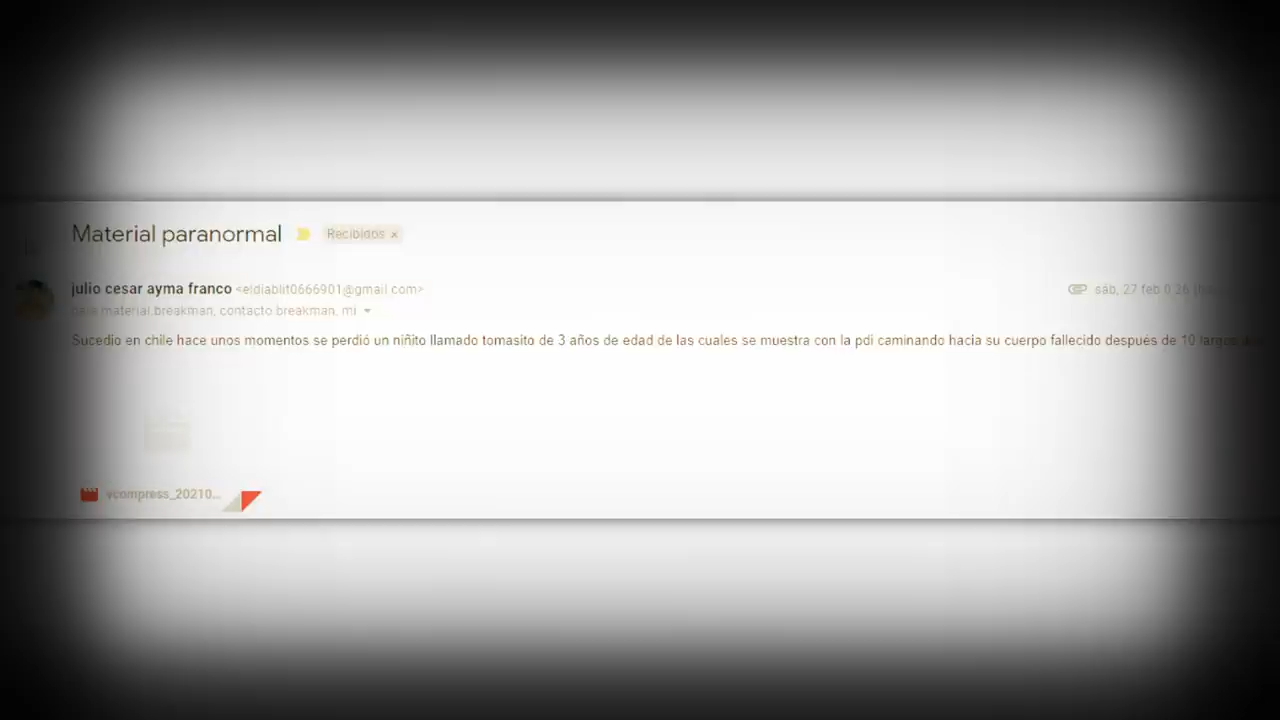 Material paranormal Recibidos x
julio cesar ayma franco <eldiablit0666901@gmail.com> sáb, 27 feb 0:26
para material.breakman, contacto.breakman, mí
Sucedio en chile hace unos momentos se perdió un niñito llamado tomasito de 3 años de edad de las cuales se muestra con la pdi caminando hacia su cuerpo fallecido después de 10 largos
vcompress_20210...